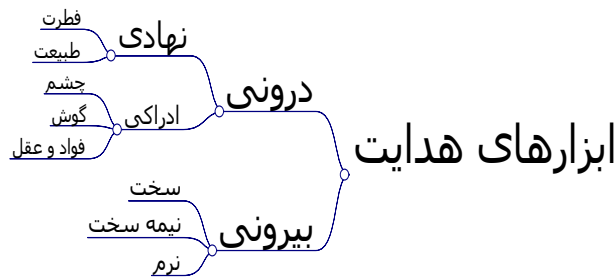 ابزارهای هدایت
درونی
نهادی
فطرت
طبیعت
ادراکی
چشم
گوش
فواد و عقل
بیرونی
سخت
نیمه سخت
نرم